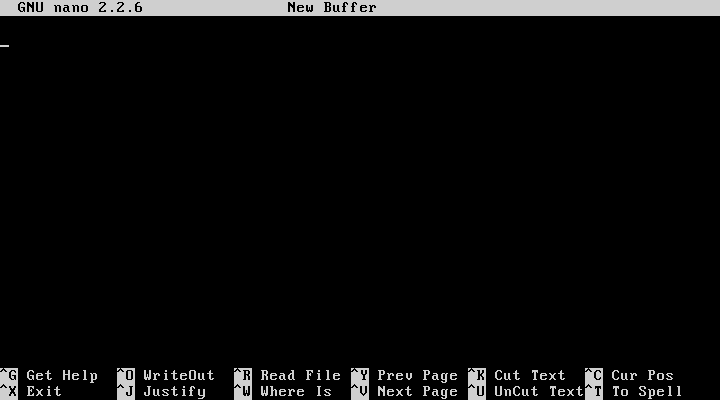 GNU nano 2.2.6 New Buffer
^G Get Help ^O WriteOut ^R Read File ^Y Prev Page ^K Cut Text ^C Cur Pos
^X Exit ^J Justify ^W Where Is ^V Next Page ^U UnCut Text ^T To Spell